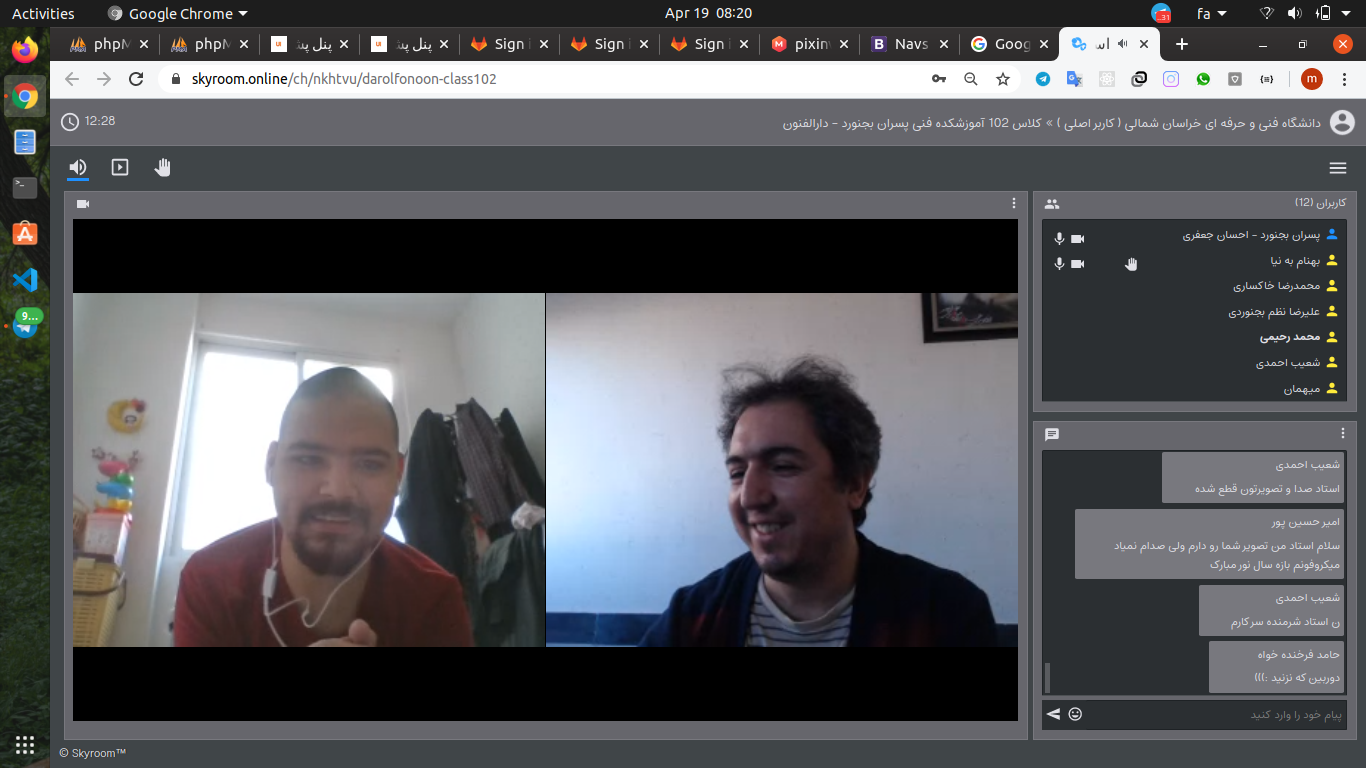 Activities
Google Chrome
Apr 19 08:20
31
fa
phpM
phpM
پنل پیش
پنل پیش
Sign i
Sign i
Sign i
pixinv
Navs
Goog
اس
skyroom.online/ch/nkhtvu/darolfonoon-class102
m
12:28
دانشگاه فنی و حرفه ای خراسان شمالی ( کاربر اصلی ) » کلاس 102 آموزشکده فنی پسران بجنورد - دارالفنون
کاربران (12)
پسران بجنورد - احسان جعفری
بهنام به نیا
محمدرضا خاکساری
علیرضا نظم بجنوردی
محمد رحیمی
شعیب احمدی
میهمان
شعیب احمدی
استاد صدا و تصویرتون قطع شده
امیر حسین پور
سلام استاد من تصویر شما رو دارم ولی صدام نمیاد
میکروفونم بازه سال نور مبارک
شعیب احمدی
ن استاد شرمنده سرکارم
حامد فرخنده خواه
دوربین که نزنید :)))
پیام خود را وارد کنید
9...
© Skyroom™